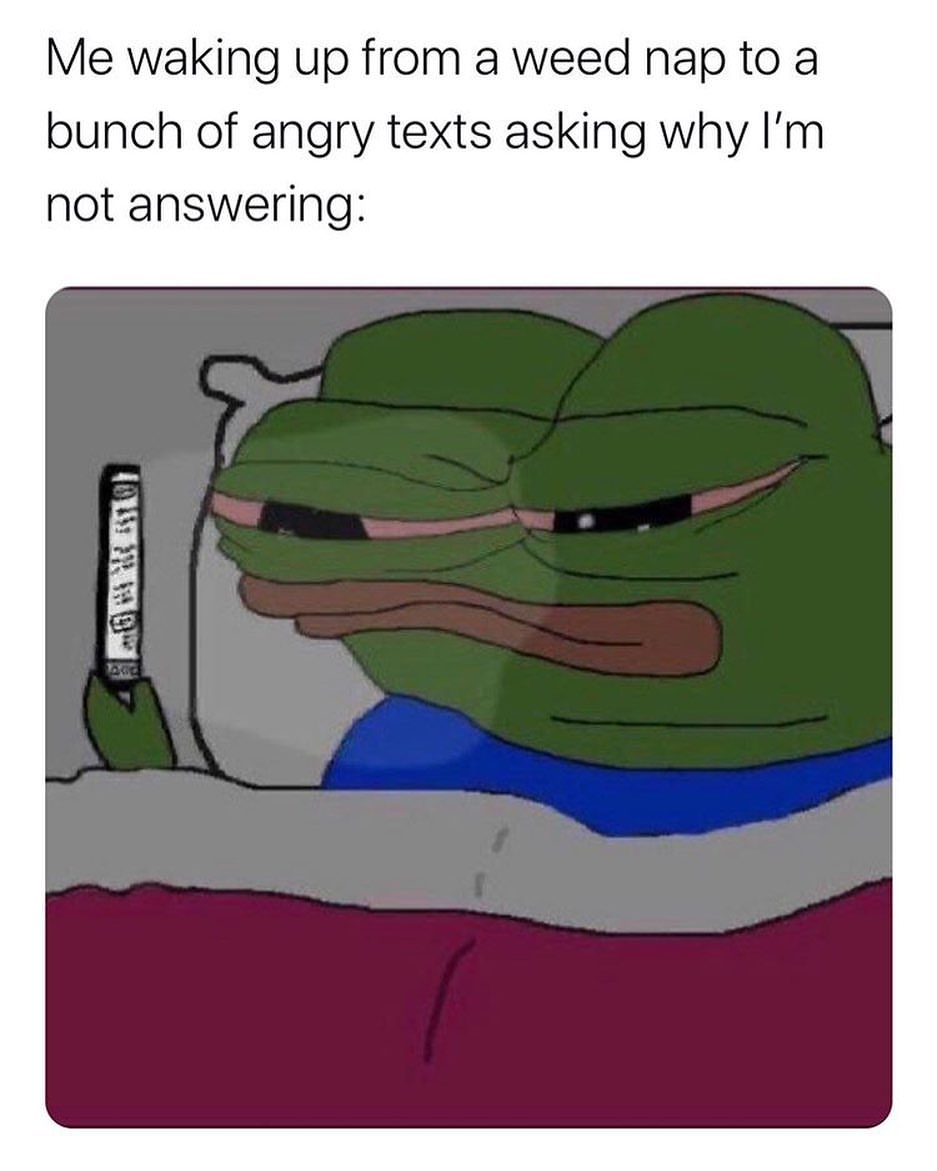 Me waking up from a weed nap to a
bunch of angry texts asking why I'm
not answering: